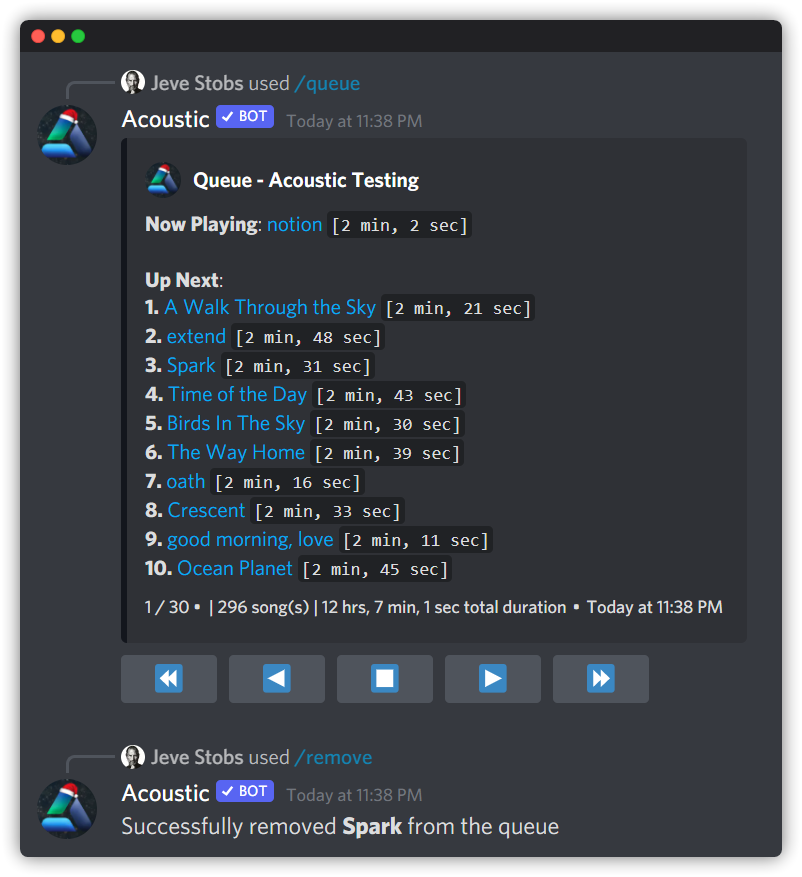 Jeve Stobs used /queue
Acoustic ✓ BOT Today at 11:38 PM
Queue - Acoustic Testing
Now Playing: notion [2 min, 2 sec]
Up Next:
1. A Walk Through the Sky [2 min, 21 sec]
2. extend [2 min, 48 sec]
3. Spark [2 min, 31 sec]
4. Time of the Day [2 min, 43 sec]
5. Birds In The Sky [2 min, 30 sec]
6. The Way Home [2 min, 39 sec]
7. oath [2 min, 16 sec]
8. Crescent [2 min, 33 sec]
9. good morning, love [2 min, 11 sec]
10. Ocean Planet [2 min, 45 sec]
1 / 30 • | 296 song(s) | 12 hrs, 7 min, 1 sec total duration • Today at 11:38 PM
Jeve Stobs used /remove
Acoustic ✓ BOT Today at 11:38 PM
Successfully removed Spark from the queue